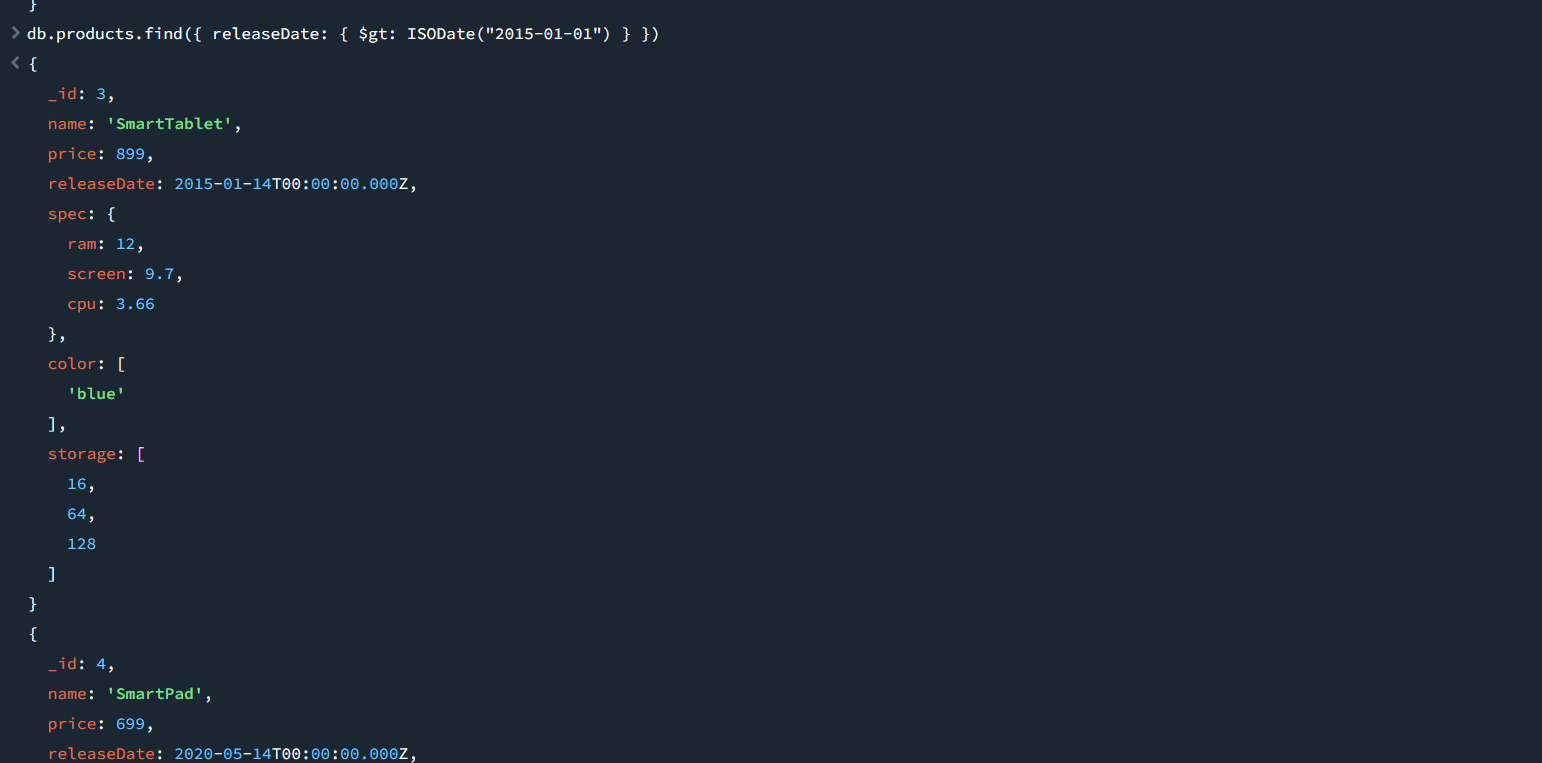 }
> db.products.find({ releaseDate: { $gt: ISODate("2015-01-01") } })
< {
_id: 3,
name: 'SmartTablet',
price: 899,
releaseDate: 2015-01-14T00:00:00.000Z,
spec: {
ram: 12,
screen: 9.7,
cpu: 3.66
},
color: [
'blue'
],
storage: [
16,
64,
128
]
}
{
_id: 4,
name: 'SmartPad',
price: 699,
releaseDate: 2020-05-14T00:00:00.000Z,